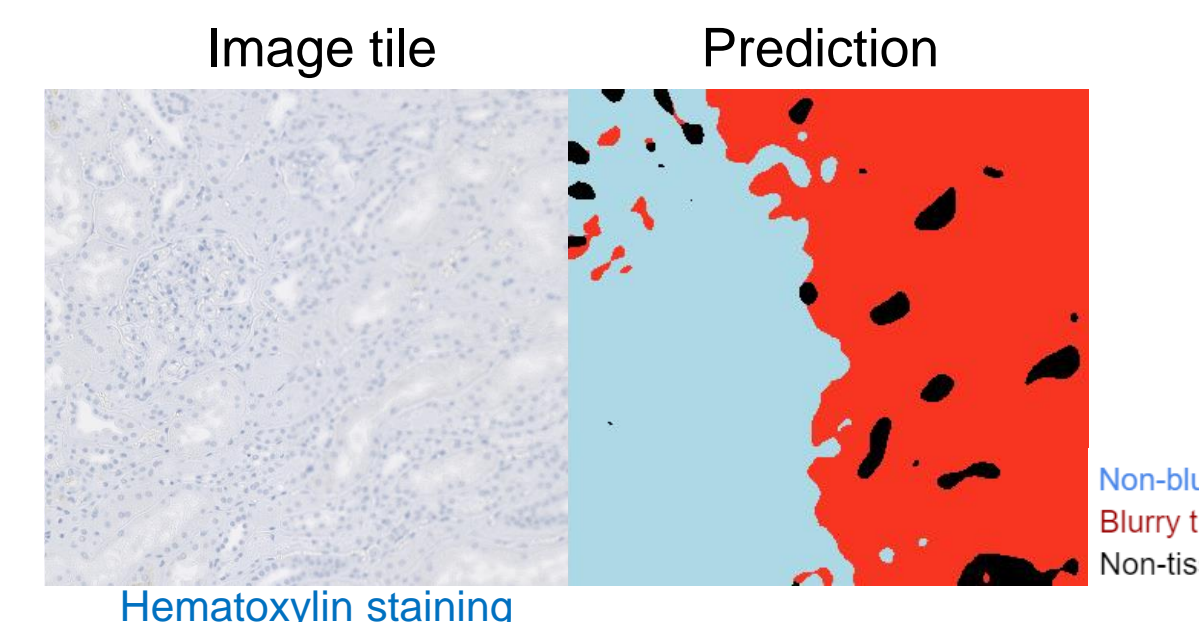 Image tile
Prediction
Non-blu
Blurry t
Non-tis
Hematoxylin staining